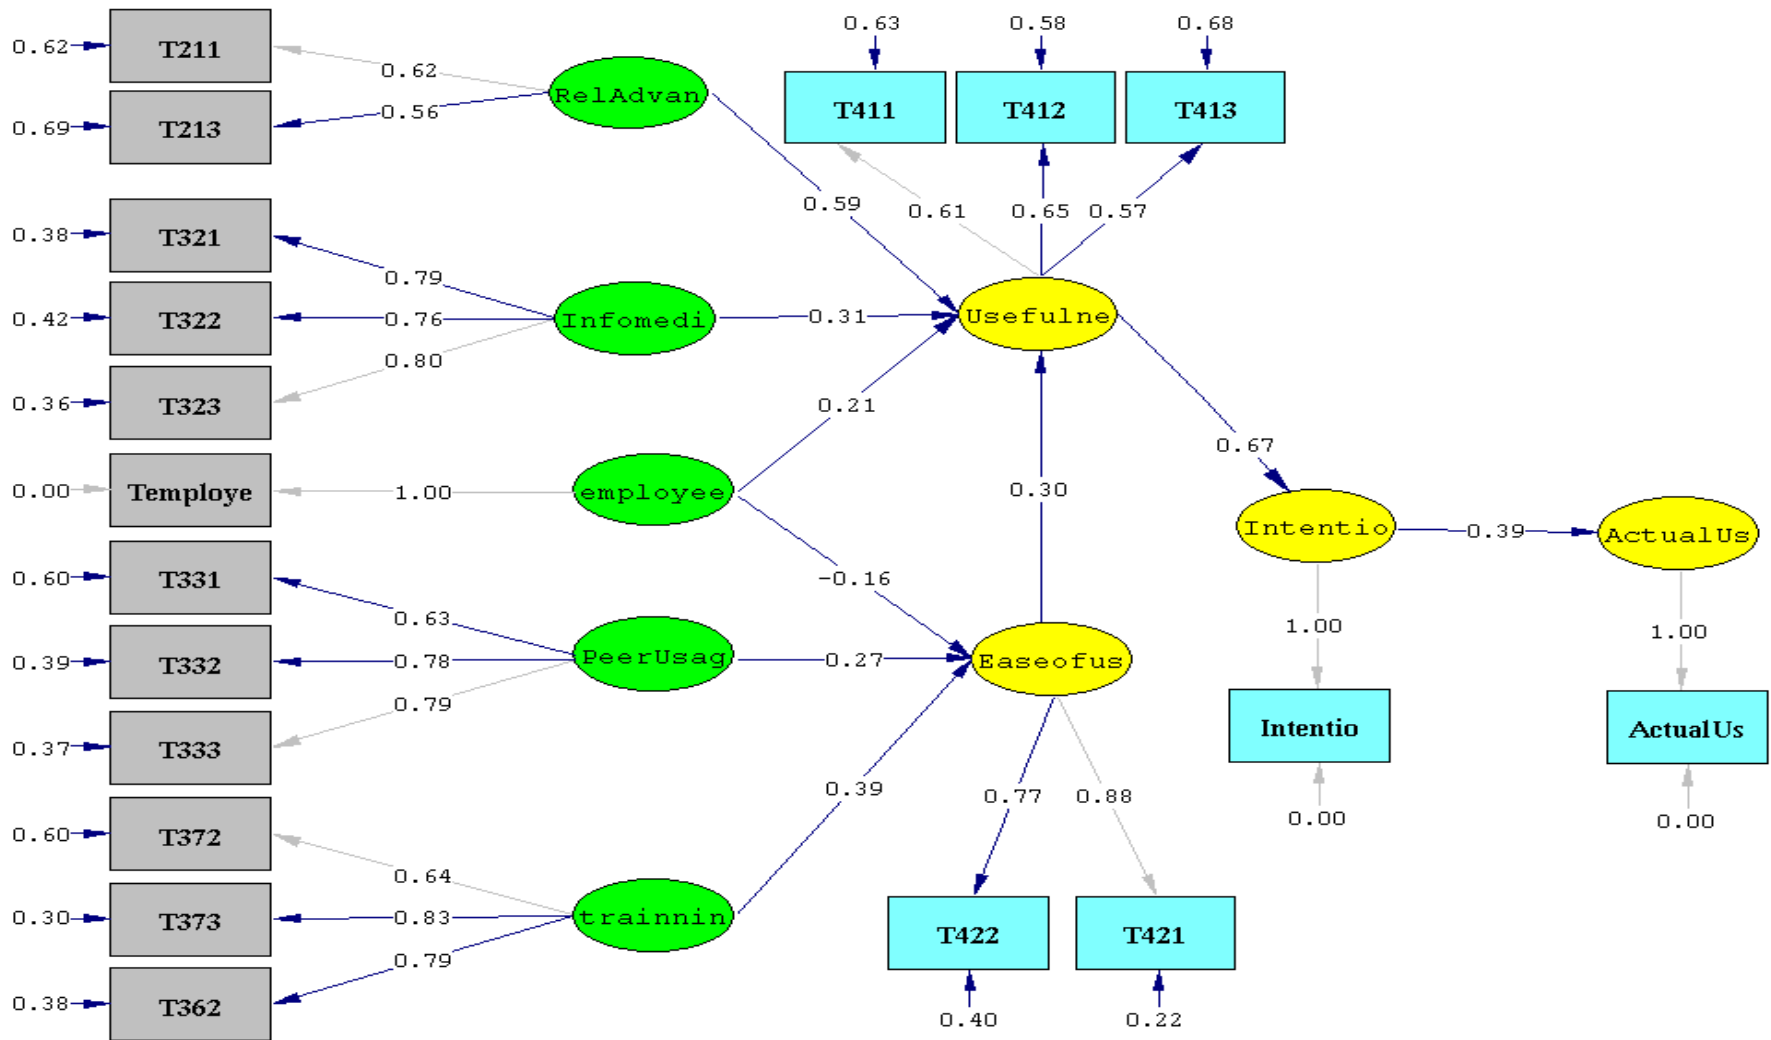 0.63
0.58
0.68
0.62
T211
0.62
RelAdvan
T411
T412
T413
0.56
0.69
T213
0.59
0.61
0.65
0.57
0.38
T321
0.79
0.42
T322
0.76
Infomedi
0.31
Usefulne
0.80
0.36
T323
0.21
0.67
0.00
Temploye
1.00
employee
0.30
Intentio
0.39
ActualUs
0.60
T331
-0.16
0.63
1.00
1.00
0.39
T332
0.78
PeerUsag
0.27
Easeofus
0.79
0.37
T333
Intentio
ActualUs
0.39
0.77
0.88
0.00
0.00
0.60
T372
0.64
0.30
T373
0.83
trainnin
T422
T421
0.79
0.38
T362
0.40
0.22